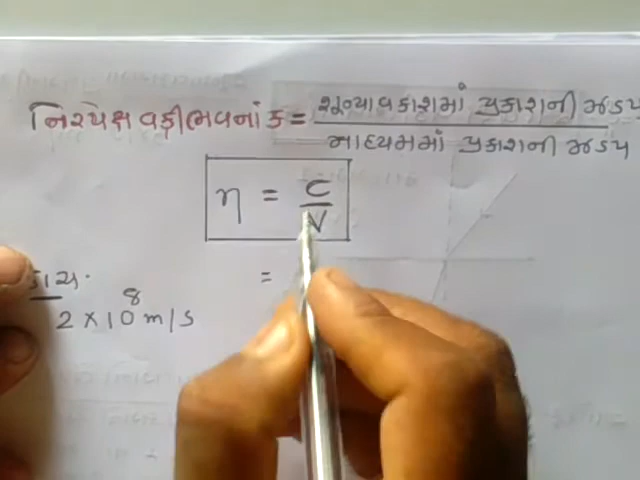 નિરપેક્ષ વક્રીભવનાંક = શૂન્યાવકાશમાં પ્રકાશની ઝડપ
માધ્યમમાં પ્રકાશની ઝડપ
η = C / V
=
2 × 10⁸ m/s